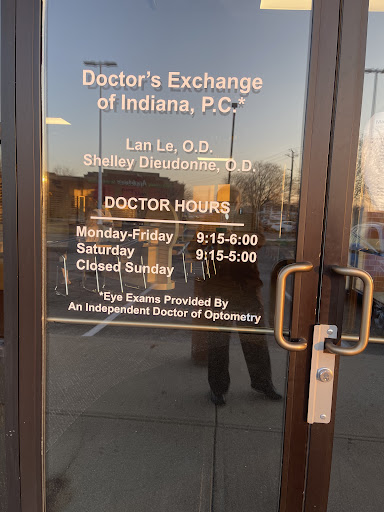 Doctor's Exchange
of Indiana, P.C.*
Lan Le, O.D.
Shelley Dieudonne, O.D.
DOCTOR HOURS
Monday-Friday 9:15-6:00
Saturday 9:15-5:00
Closed Sunday
*Eye Exams Provided By
An Independent Doctor of Optometry